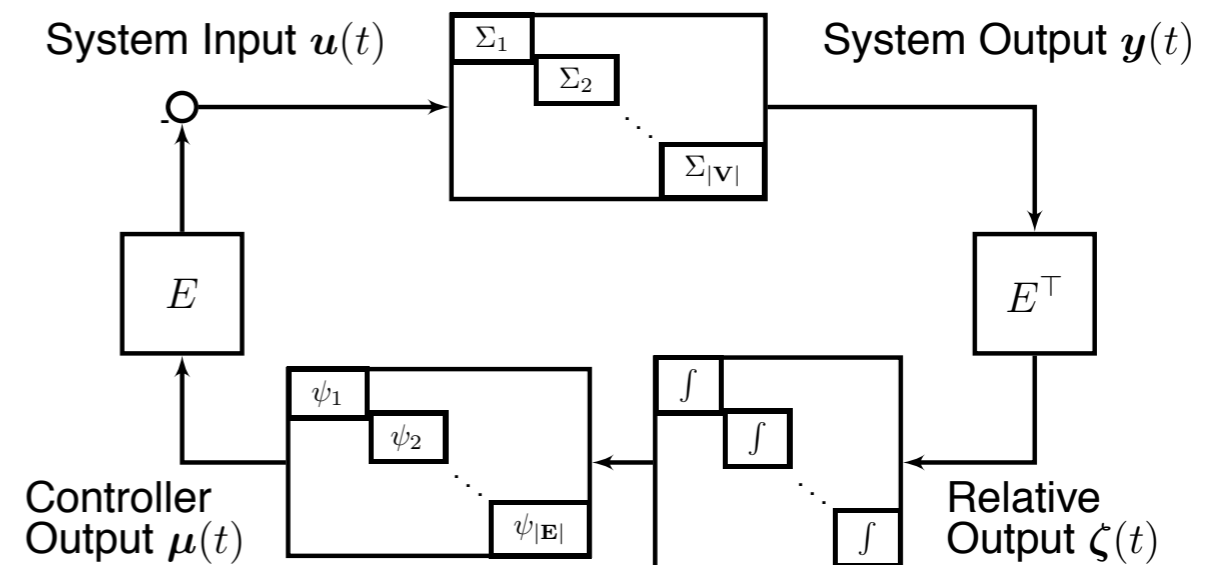 System Input u(t)
Σ₁
Σ₂
⋱
Σ|V|
System Output y(t)
-
E
E⊤
ψ₁
ψ₂
⋱
ψ|E|
∫
∫
⋱
∫
Controller
Output μ(t)
Relative
Output ζ(t)